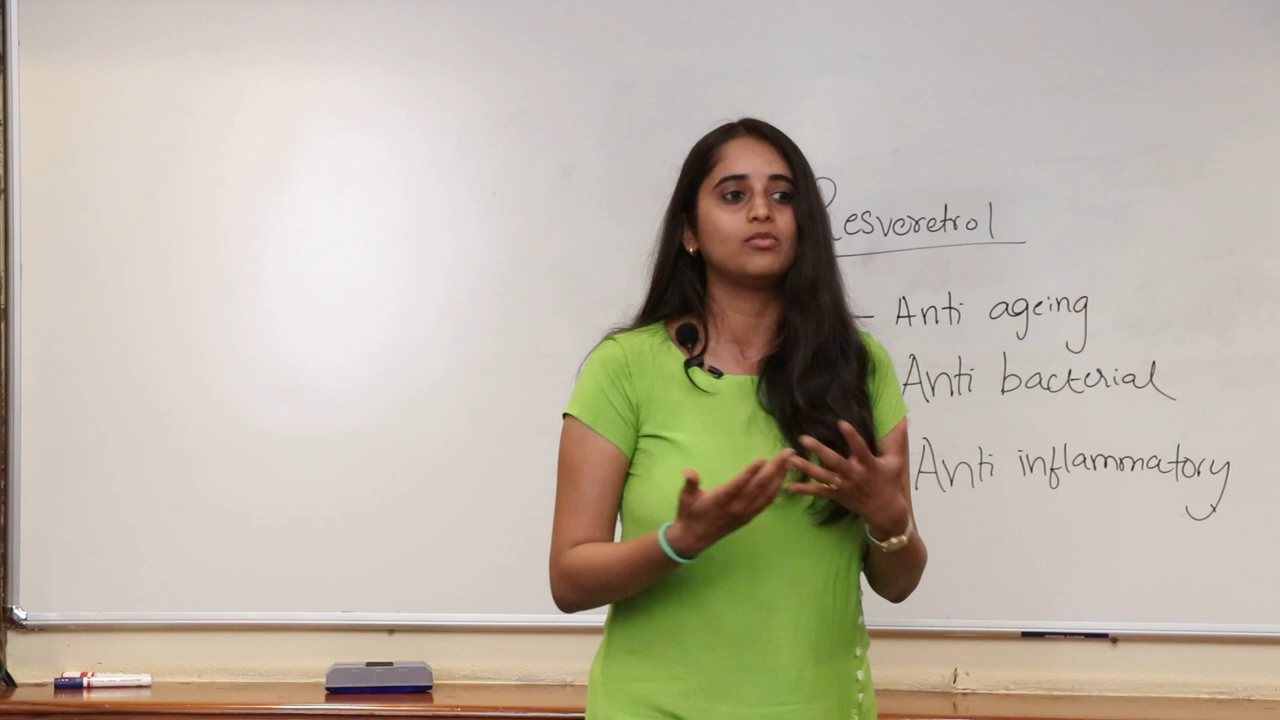 Resveretrol
- Anti ageing
Anti bacterial
Anti inflammatory